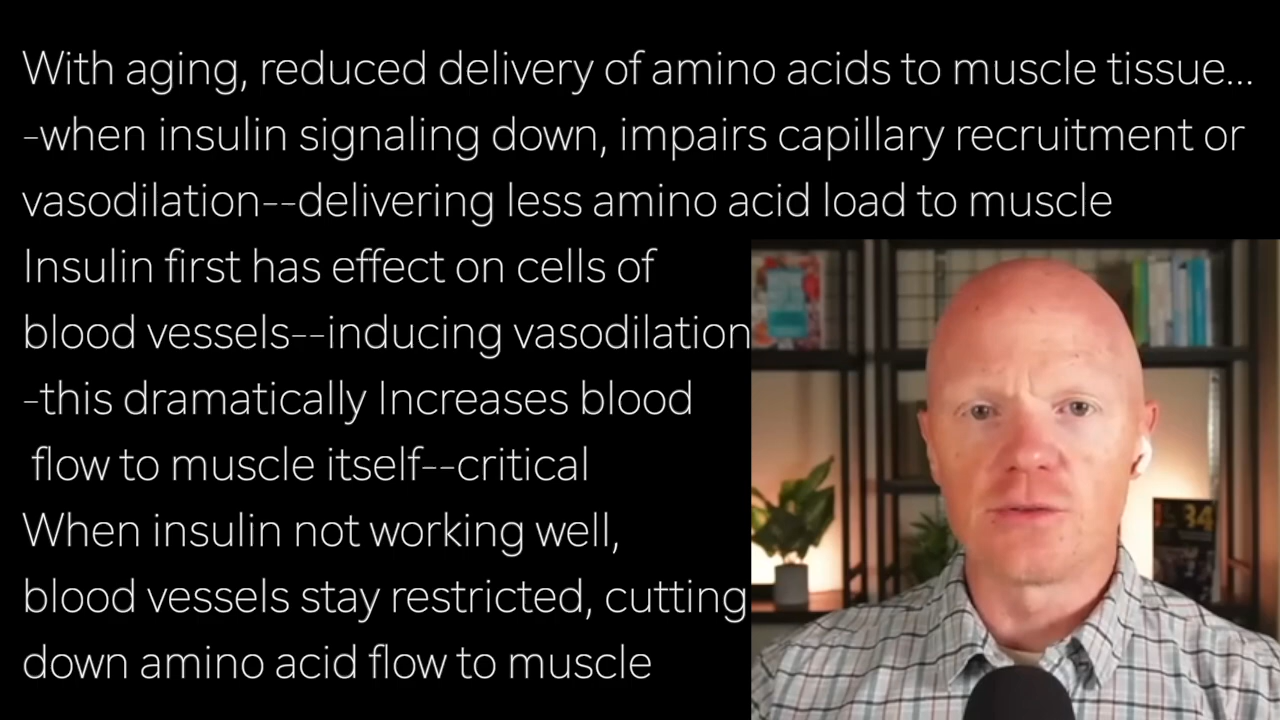 With aging, reduced delivery of amino acids to muscle tissue...
-when insulin signaling down, impairs capillary recruitment or
vasodilation--delivering less amino acid load to muscle
Insulin first has effect on cells of
blood vessels--inducing vasodilation
-this dramatically Increases blood
flow to muscle itself--critical
When insulin not working well,
blood vessels stay restricted, cutting
down amino acid flow to muscle
34